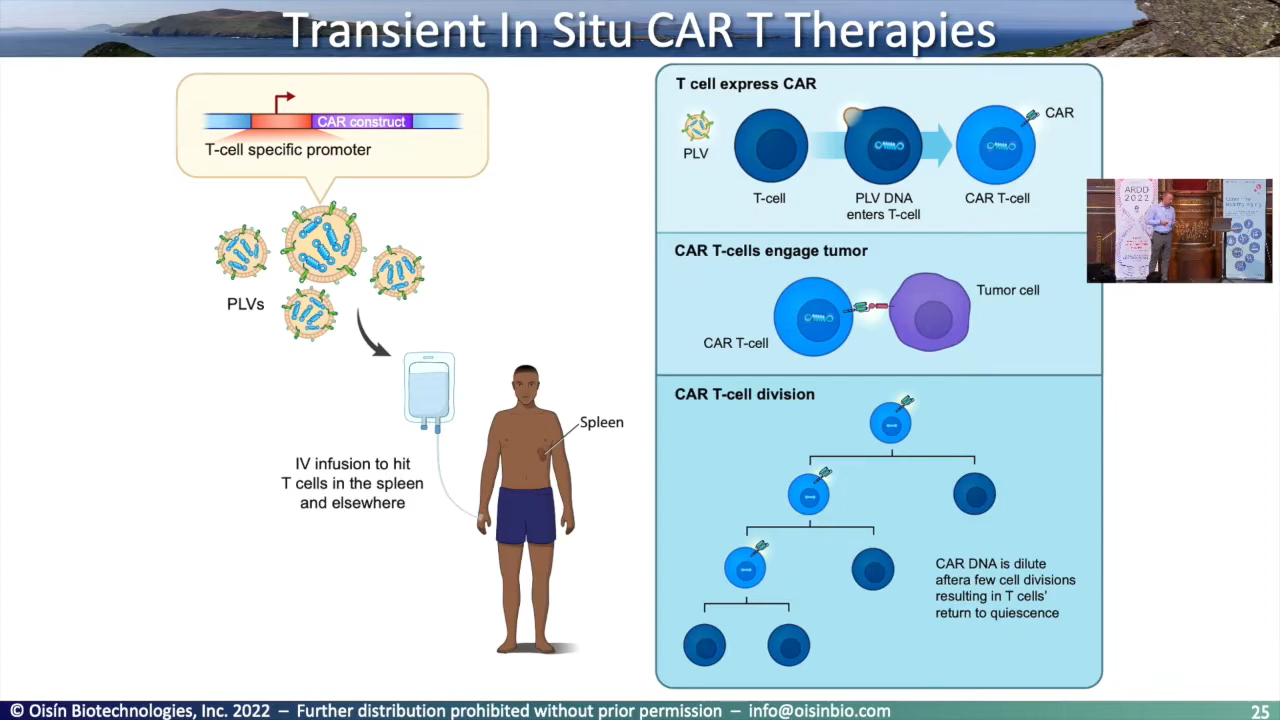 Transient In Situ CAR T Therapies
CAR construct
T-cell specific promoter
PLVs
IV infusion to hit
T cells in the spleen
and elsewhere
Spleen
T cell express CAR
PLV
T-cell
PLV DNA
enters T-cell
CAR T-cell
CAR
CAR T-cells engage tumor
CAR T-cell
Tumor cell
CAR T-cell division
CAR DNA is dilute
aftera few cell divisions
resulting in T cells'
return to quiescence
ARDD
2022
© Oisín Biotechnologies, Inc. 2022 – Further distribution prohibited without prior permission – info@oisinbio.com
25